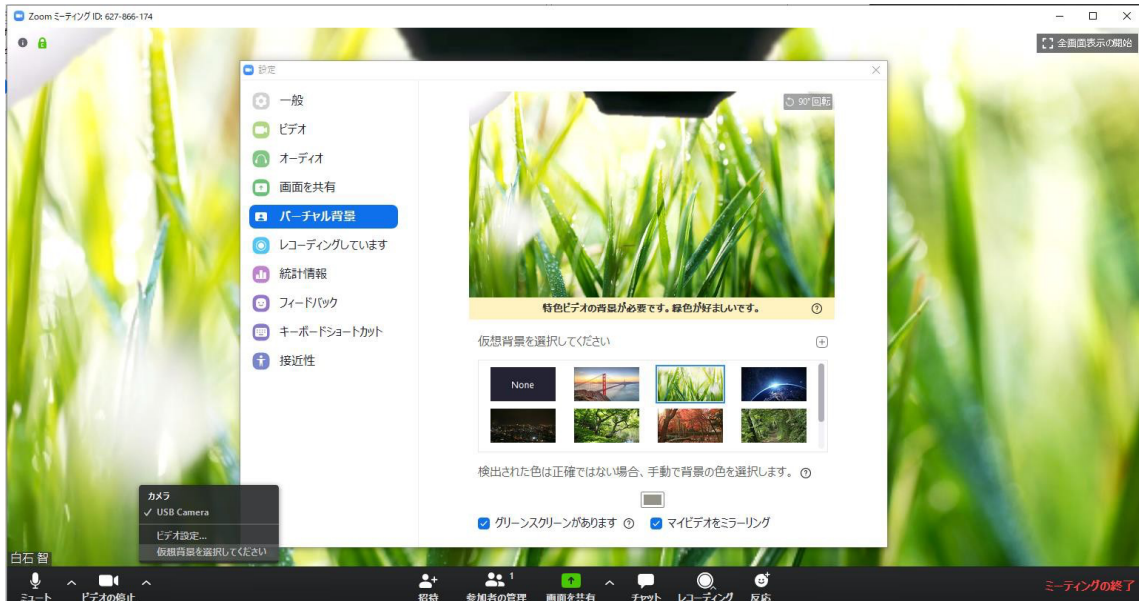 Zoom ミーティング ID: 627-866-174
全画面表示の開始
設定
一般
ビデオ
オーディオ
画面を共有
バーチャル背景
レコーディングしています
統計情報
フィードバック
キーボードショートカット
接近性
90°回転
特色ビデオの背景が必要です。緑色が好ましいです。
仮想背景を選択してください
None
検出された色は正確ではない場合、手動で背景の色を選択します。
グリーンスクリーンがあります
マイビデオをミラーリング
カメラ
✓ USB Camera
ビデオ設定...
仮想背景を選択してください
白石 智
ミュート
ビデオの停止
招待
参加者の管理
1
画面を共有
チャット
レコーディング
反応
ミーティングの終了